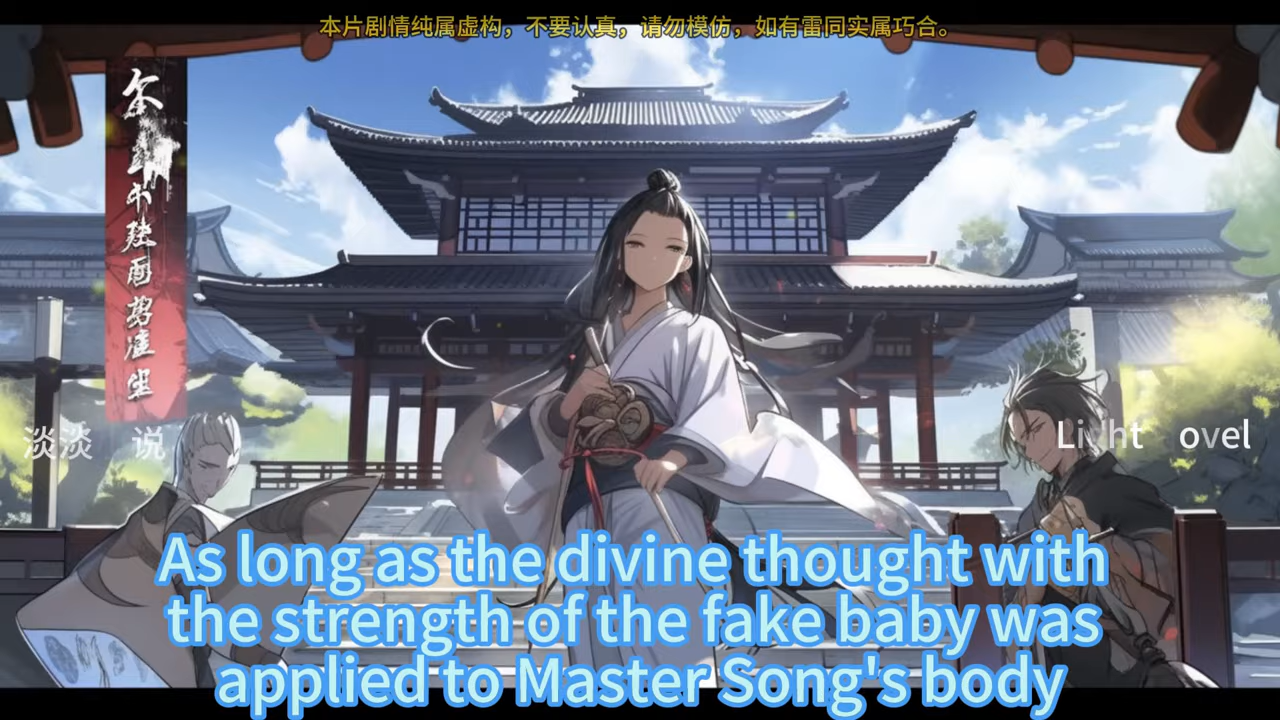 本片剧情纯属虚构，不要认真，请勿模仿，如有雷同实属巧合。
淡淡 说
Light ovel
As long as the divine thought with
the strength of the fake baby was
applied to Master Song's body